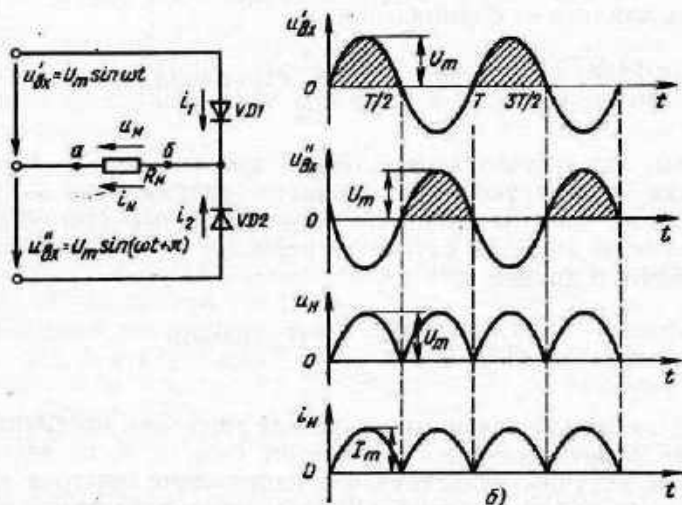 u'вх = Um sin ωt
i1
VD1
uн
а
б
Rн
iн
i2
VD2
u"вх = Um sin(ωt+π)
u'вх
Um
0
T/2
T
3T/2
t
u"вх
Um
0
t
uн
Um
0
t
iн
Im
0
б)
t